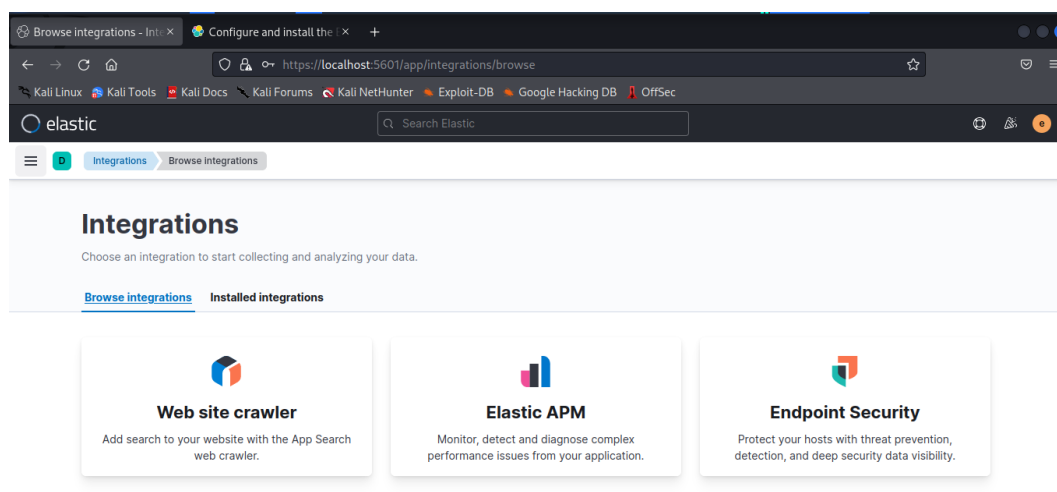 Browse integrations - Inte
Configure and install the E
https://localhost:5601/app/integrations/browse
Kali Linux Kali Tools Kali Docs Kali Forums Kali NetHunter Exploit-DB Google Hacking DB OffSec
elastic
Search Elastic
e
D Integrations Browse integrations
Integrations
Choose an integration to start collecting and analyzing your data.
Browse integrations Installed integrations
Web site crawler
Add search to your website with the App Search
web crawler.
Elastic APM
Monitor, detect and diagnose complex
performance issues from your application.
Endpoint Security
Protect your hosts with threat prevention,
detection, and deep security data visibility.